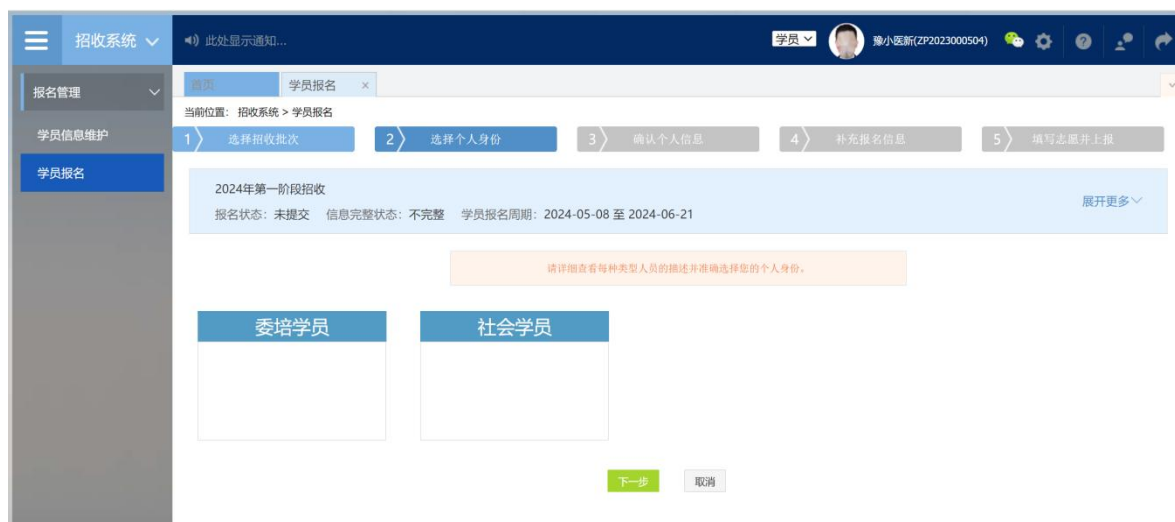 招收系统
此处显示通知...
学员
豫小医新(ZP2023000504)
报名管理
学员信息维护
学员报名
首页
学员报名 ×
当前位置： 招收系统 > 学员报名
1 选择招收批次
2 选择个人身份
3 确认个人信息
4 补充报名信息
5 填写志愿并上报
2024年第一阶段招收
报名状态：未提交 信息完整状态：不完整 学员报名周期：2024-05-08 至 2024-06-21
展开更多
请详细查看每种类型人员的描述并准确选择您的个人身份。
委培学员
社会学员
下一步
取消